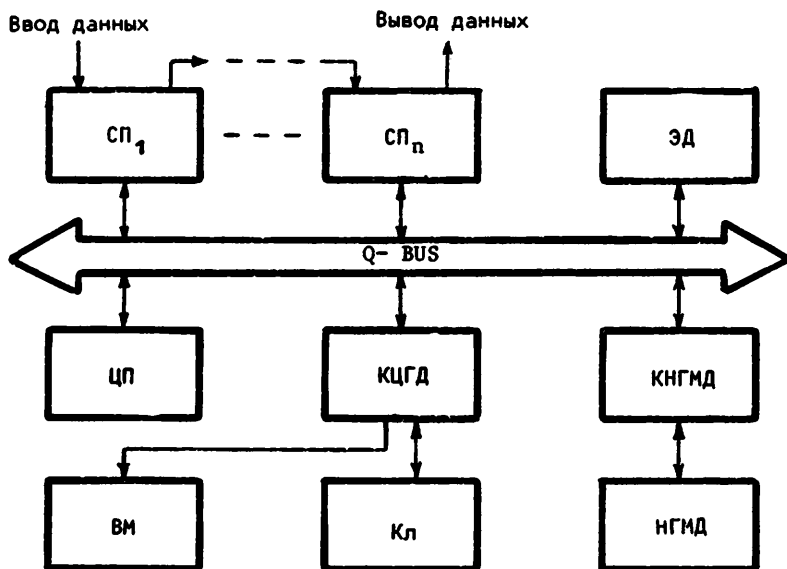 Ввод данных
Вывод данных
СП1
СПn
ЭД
Q- BUS
ЦП
КЦГД
КНГМД
ВМ
Кл
НГМД